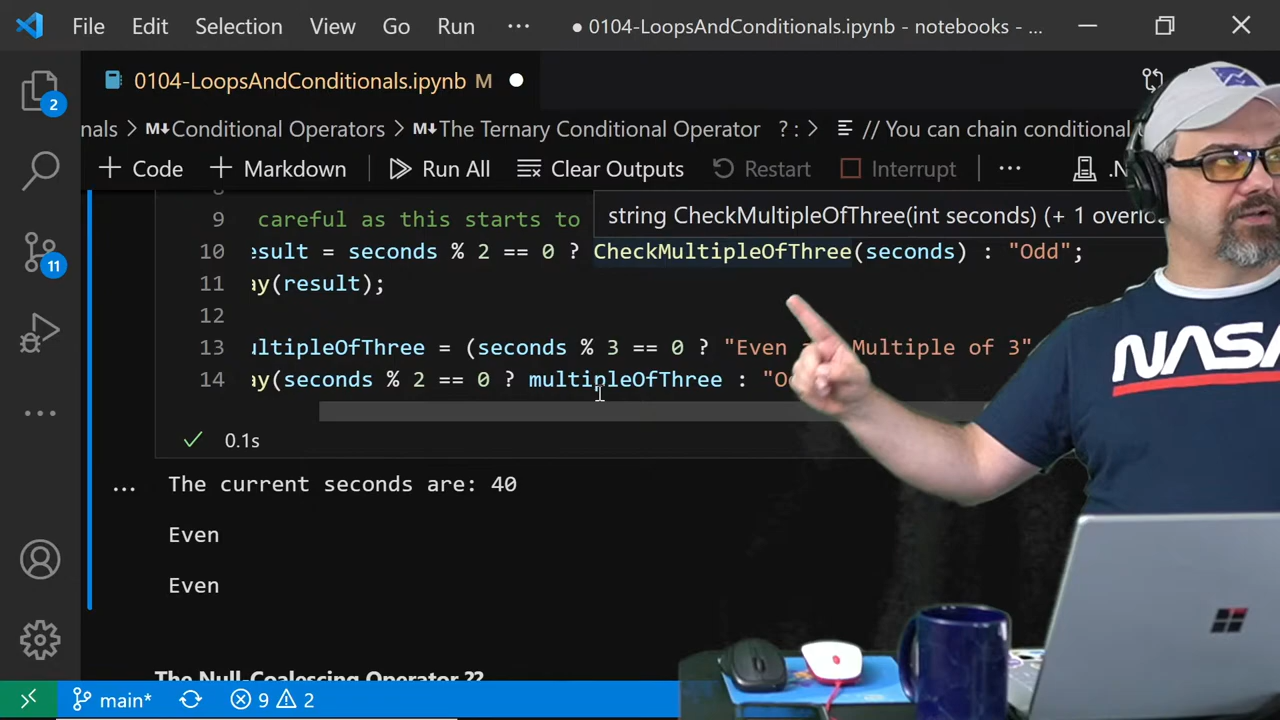 File Edit Selection View Go Run ··· ● 0104-LoopsAndConditionals.ipynb - notebooks - ...
0104-LoopsAndConditionals.ipynb M
nals > Conditional Operators > The Ternary Conditional Operator ? : > // You can chain conditional
+ Code + Markdown Run All Clear Outputs Restart Interrupt ···
9 careful as this starts to
string CheckMultipleOfThree(int seconds) (+ 1
10 esult = seconds % 2 == 0 ? CheckMultipleOfThree(seconds) : "Odd";
11 ay(result);
12
13 ultipleOfThree = (seconds % 3 == 0 ? "Even Multiple of 3"
14 ay(seconds % 2 == 0 ? multipleOfThree :
0.1s
... The current seconds are: 40
Even
Even
The Null-Coalescing Operator ??
main* 9 2
2
11
NASA